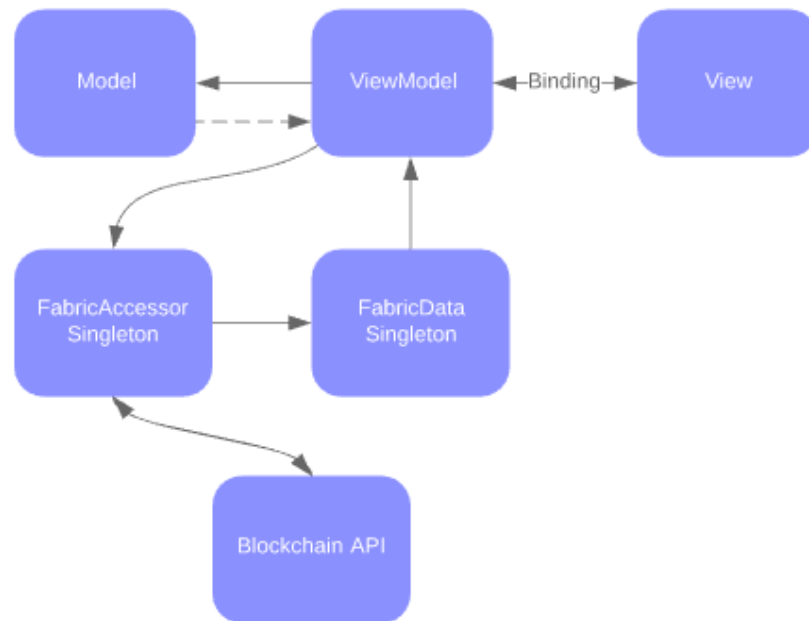 Model
ViewModel
Binding
View
FabricAccessor
Singleton
FabricData
Singleton
Blockchain API